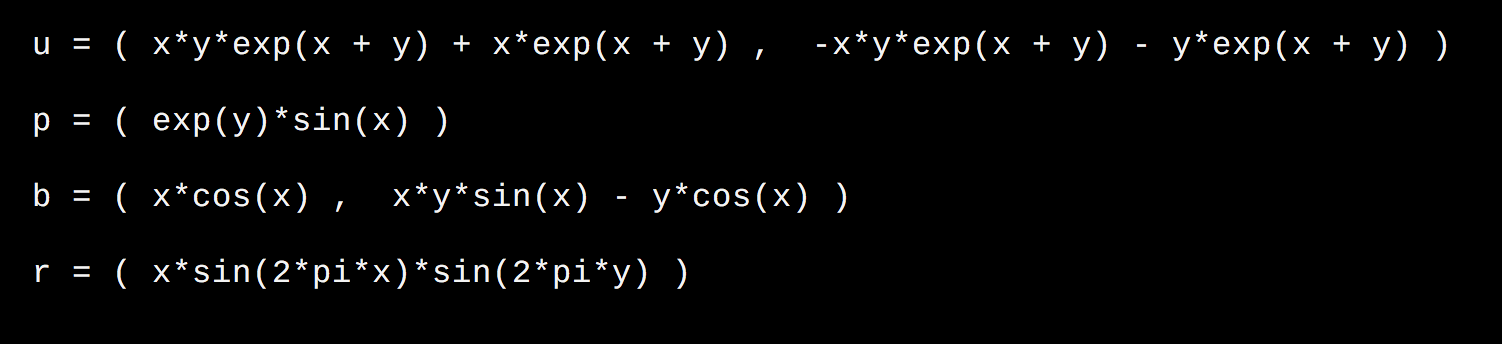 u = ( x*y*exp(x + y) + x*exp(x + y) ,  -x*y*exp(x + y) - y*exp(x + y) )
p = ( exp(y)*sin(x) )
b = ( x*cos(x) ,  x*y*sin(x) - y*cos(x) )
r = ( x*sin(2*pi*x)*sin(2*pi*y) )